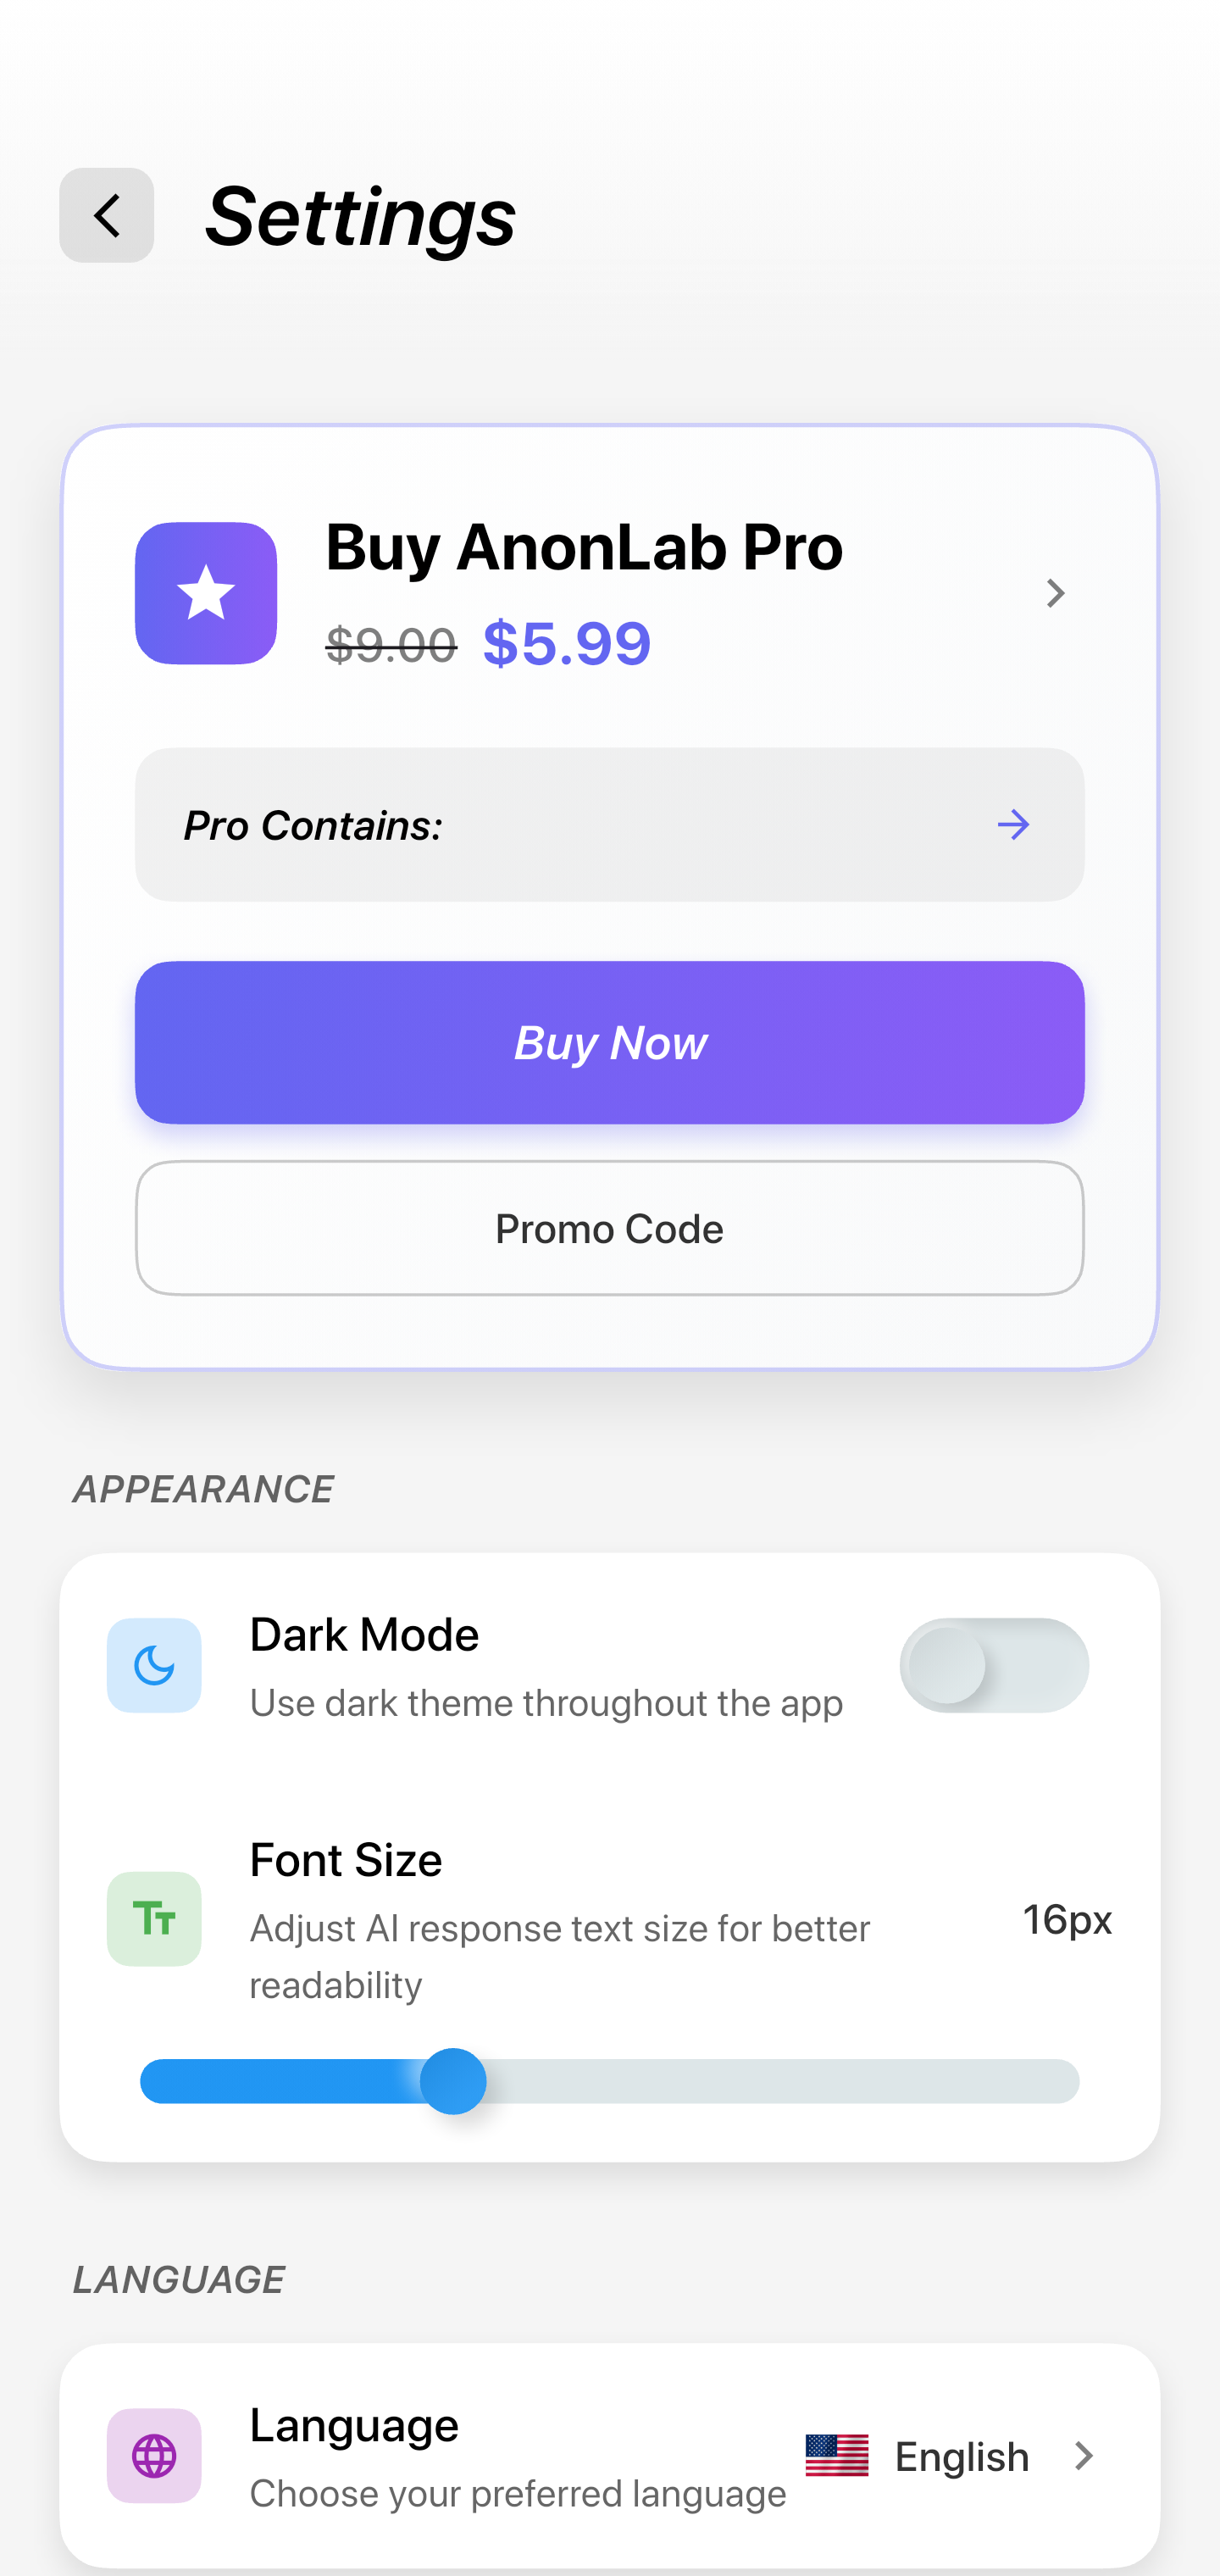 Settings
Buy AnonLab Pro
$9.00 $5.99
Pro Contains:
Buy Now
Promo Code
APPEARANCE
Dark Mode
Use dark theme throughout the app
Font Size
Adjust AI response text size for better
readability
16px
LANGUAGE
Language
Choose your preferred language
English